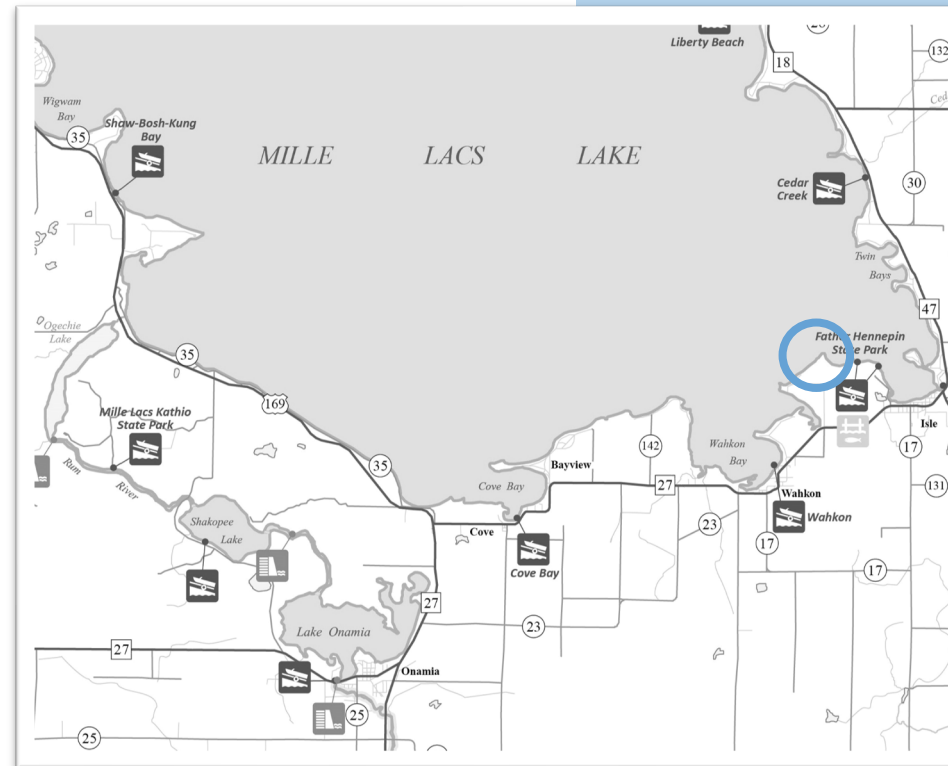 Liberty Beach
18
132
Wigwam
Bay
Shaw-Bosh-Kung
Bay
35
MILLE LACS LAKE
Cedar
Creek
30
Twin
Bays
47
Ogechie
Lake
35
Father Hennepin
State Park
169
Mille Lacs Kathio
State Park
Isle
142
17
Wahkon
Bay
35
Bayview
Rum
River
Cove Bay
27
131
Wahkon
Shakopee
Lake
Cove
23
Wahkon
17
Cove Bay
17
27
23
Lake Onamia
27
Onamia
25
25